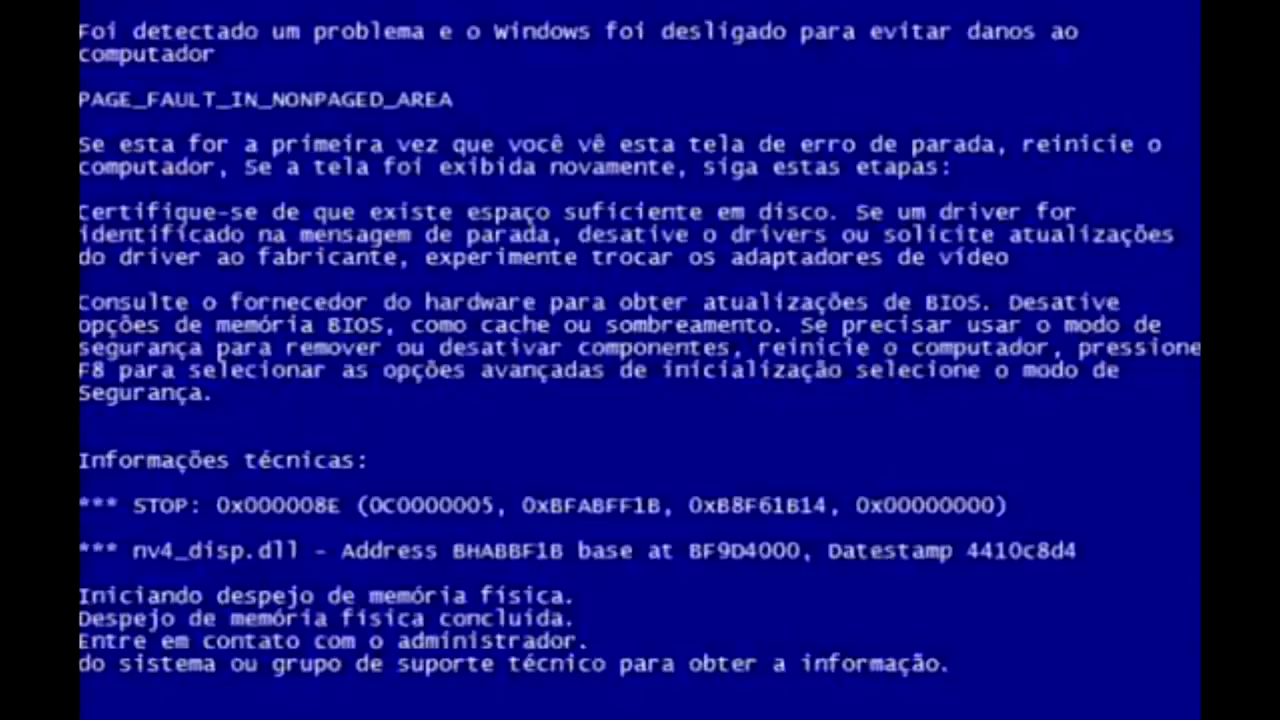 Foi detectado um problema e o Windows foi desligado para evitar danos ao
computador
PAGE_FAULT_IN_NONPAGED_AREA
Se esta for a primeira vez que você vê esta tela de erro de parada, reinicie o
computador, Se a tela foi exibida novamente, siga estas etapas:
Certifique-se de que existe espaço suficiente em disco. Se um driver for
identificado na mensagem de parada, desative o drivers ou solicite atualizações
do driver ao fabricante, experimente trocar os adaptadores de vídeo
Consulte o fornecedor do hardware para obter atualizações de BIOS. Desative
opções de memória BIOS, como cache ou sombreamento. Se precisar usar o modo de
segurança para remover ou desativar componentes, reinicie o computador, pressione
F8 para selecionar as opções avançadas de inicialização selecione o modo de
Segurança.
Informações técnicas:
*** STOP: 0x000008E (0C0000005, 0xBFABFF1B, 0xB8F61B14, 0x00000000)
*** nv4_disp.dll - Address BHABBF1B base at BF9D4000, Datestamp 4410c8d4
Iniciando despejo de memória física.
Despejo de memória física concluída.
Entre em contato com o administrador.
do sistema ou grupo de suporte técnico para obter a informação.